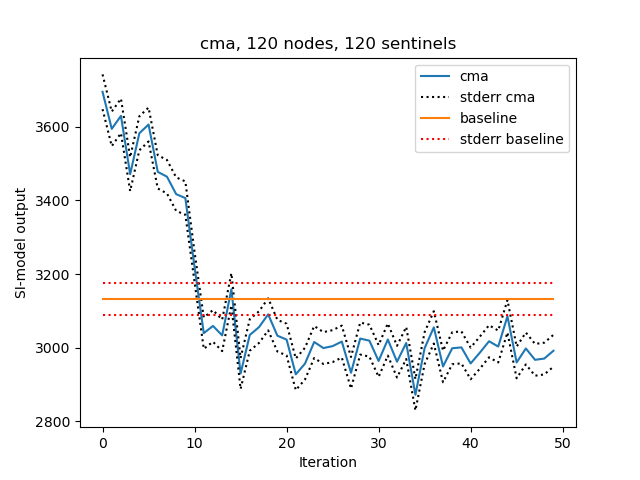 cma, 120 nodes, 120 sentinels
cma
stderr cma
baseline
stderr baseline
SI-model output
3600
3400
3200
3000
2800
0 10 20 30 40 50
Iteration